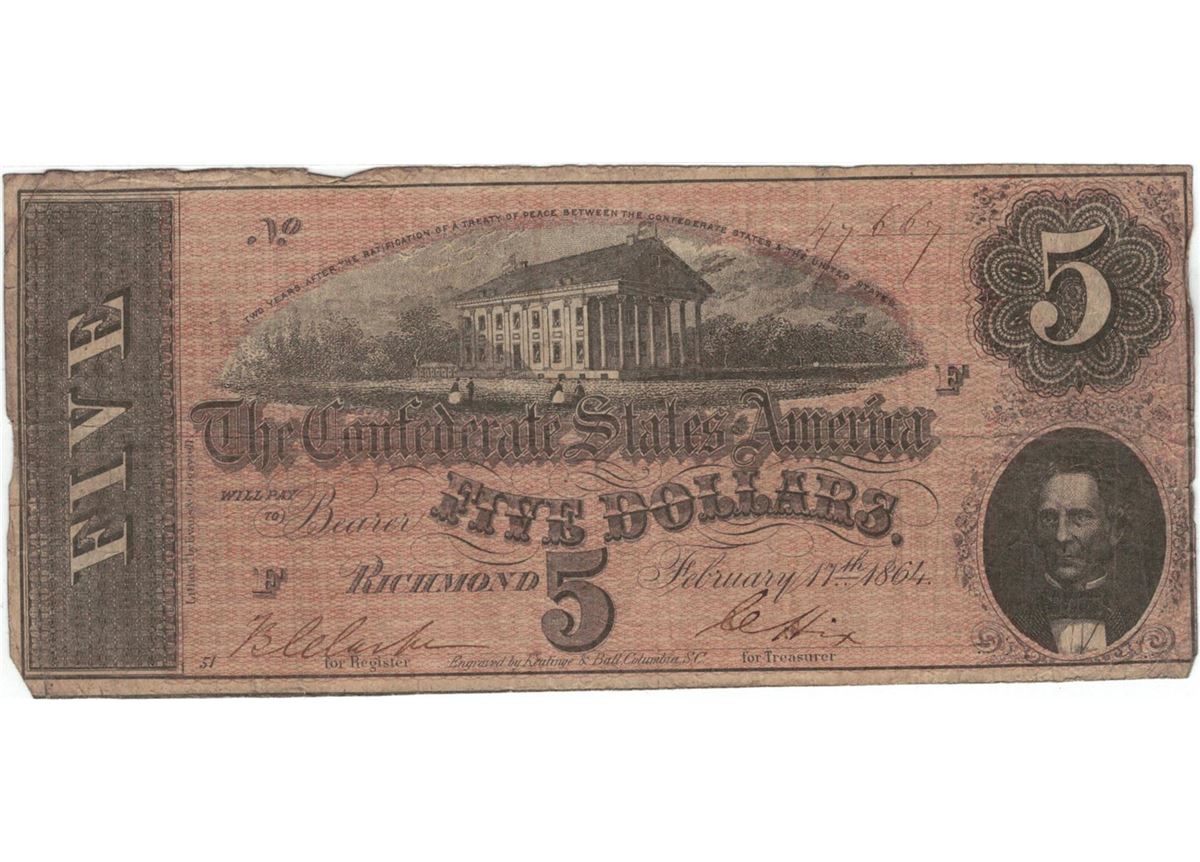 No 47667
TWO YEARS AFTER THE RATIFICATION OF A TREATY OF PEACE BETWEEN THE CONFEDERATE STATES & THE UNITED STATES
5
FIVE
F
The Confederate States of America
WILL PAY TO Bearer
FIVE DOLLARS.
F RICHMOND 5 February 17th 1864.
51
for Register
Engraved by Keatinge & Ball Columbia, S.C.
for Treasurer